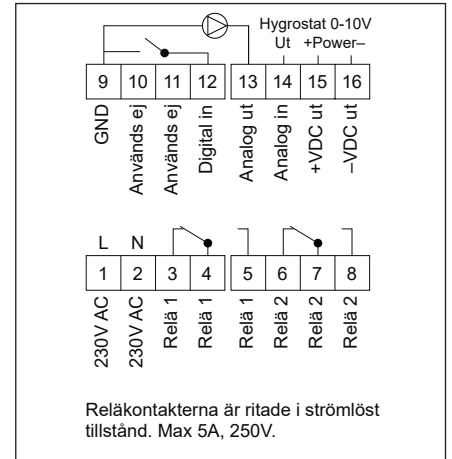 Hygrostat 0-10V
Ut +Power–
9 10 11 12 13 14 15 16
GND
Används ej
Används ej
Digital in
Analog ut
Analog in
+VDC ut
–VDC ut
L N
1 2 3 4 5 6 7 8
230V AC
230V AC
Relä 1
Relä 1
Relä 1
Relä 2
Relä 2
Relä 2
Reläkontakterna är ritade i strömlöst
tillstånd. Max 5A, 250V.